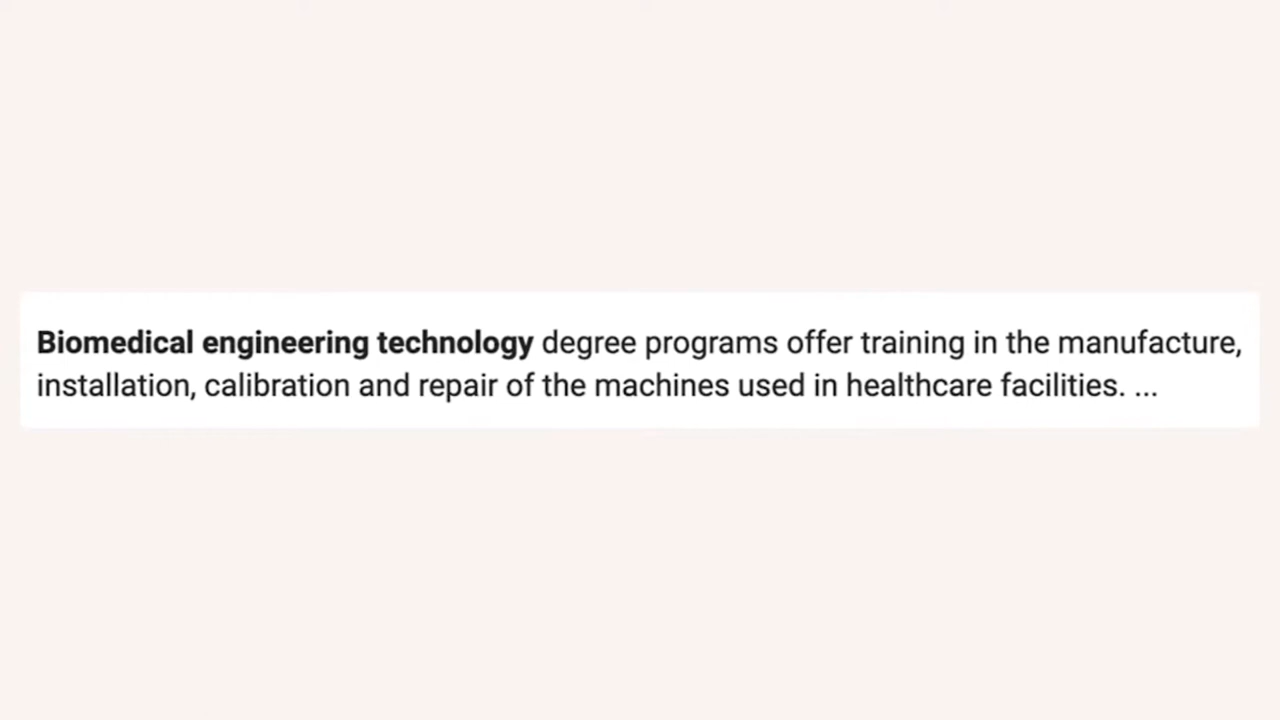 Biomedical engineering technology degree programs offer training in the manufacture,
installation, calibration and repair of the machines used in healthcare facilities. ...